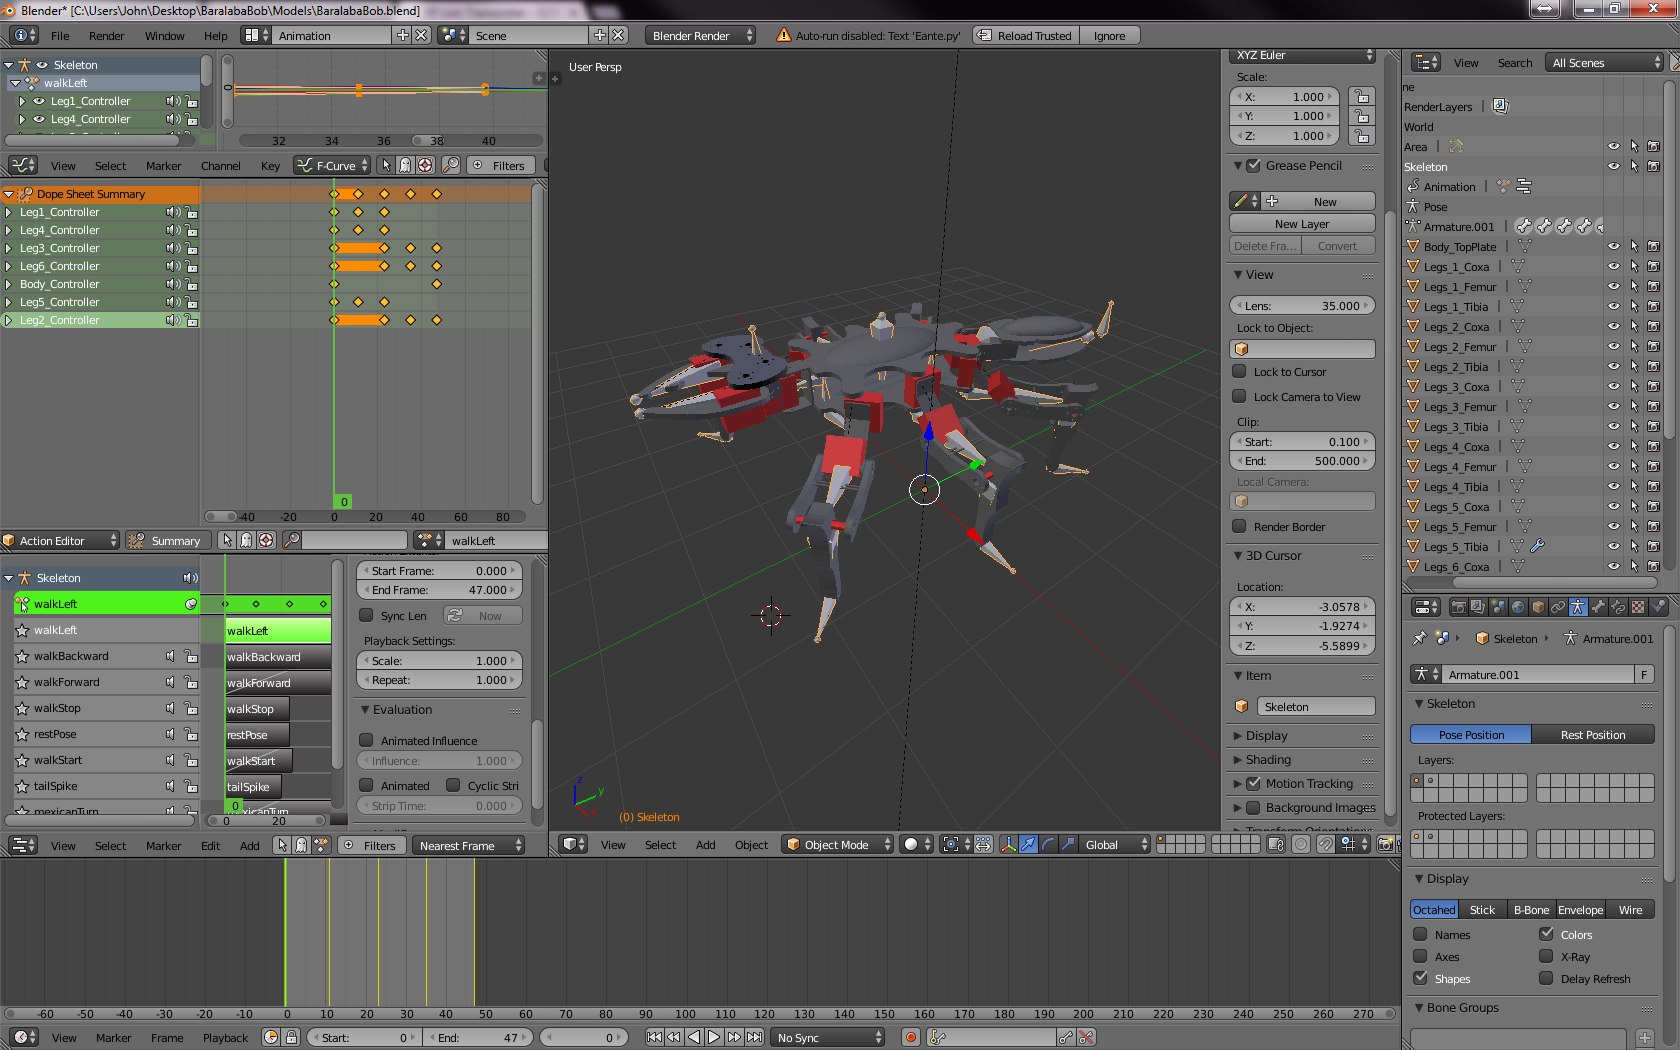 Blender* [C:\Users\John\Desktop\BaralabaBob\Models\BaralabaBob.blend]
File Render Window Help Animation Scene Blender Render Auto-run disabled: Text 'Eante.py' Reload Trusted Ignore
Skeleton
walkLeft
Leg1_Controller
Leg4_Controller
32 34 36 38 40
View Select Marker Channel Key F-Curve Filters
Dope Sheet Summary
Leg1_Controller
Leg4_Controller
Leg3_Controller
Leg6_Controller
Body_Controller
Leg5_Controller
Leg2_Controller
0
-40 -20 0 20 40 60 80
Action Editor Summary walkLeft
Skeleton
walkLeft
walkLeft walkLeft
walkBackward walkBackward
walkForward walkForward
walkStop walkStop
restPose restPose
walkStart walkStart
tailSpike tailSpike
mexicanTurn
0
0 20
Start Frame: 0.000
End Frame: 47.000
Sync Len Now
Playback Settings:
Scale: 1.000
Repeat: 1.000
Evaluation
Animated Influence
Influence: 1.000
Animated Cyclic Stri
Strip Time: 0.000
View Select Marker Edit Add Filters Nearest Frame
User Persp
z
y
(0) Skeleton
View Select Add Object Object Mode Global
XYZ Euler
Scale:
X: 1.000
Y: 1.000
Z: 1.000
Grease Pencil
New
New Layer
Delete Fra... Convert
View
Lens: 35.000
Lock to Object:
Lock to Cursor
Lock Camera to View
Clip:
Start: 0.100
End: 500.000
Local Camera:
Render Border
3D Cursor
Location:
X: -3.0578
Y: -1.9274
Z: -5.5899
Item
Skeleton
Display
Shading
Motion Tracking
Background Images
View Search All Scenes
ne
RenderLayers
World
Area
Skeleton
Animation
Pose
Armature.001
Body_TopPlate
Legs_1_Coxa
Legs_1_Femur
Legs_1_Tibia
Legs_2_Coxa
Legs_2_Femur
Legs_2_Tibia
Legs_3_Coxa
Legs_3_Femur
Legs_3_Tibia
Legs_4_Coxa
Legs_4_Femur
Legs_4_Tibia
Legs_5_Coxa
Legs_5_Femur
Legs_5_Tibia
Legs_6_Coxa
Skeleton Armature.001
Armature.001 F
Skeleton
Pose Position Rest Position
Layers:
Protected Layers:
Display
Octahed Stick B-Bone Envelope Wire
Names Colors
Axes X-Ray
Shapes Delay Refresh
Bone Groups
-60 -50 -40 -30 -20 -10 0 10 20 30 40 50 60 70 80 90 100 110 120 130 140 150 160 170 180 190 200 210 220 230 240 250 260 270
View Marker Frame Playback Start: 0 End: 47 0 No Sync